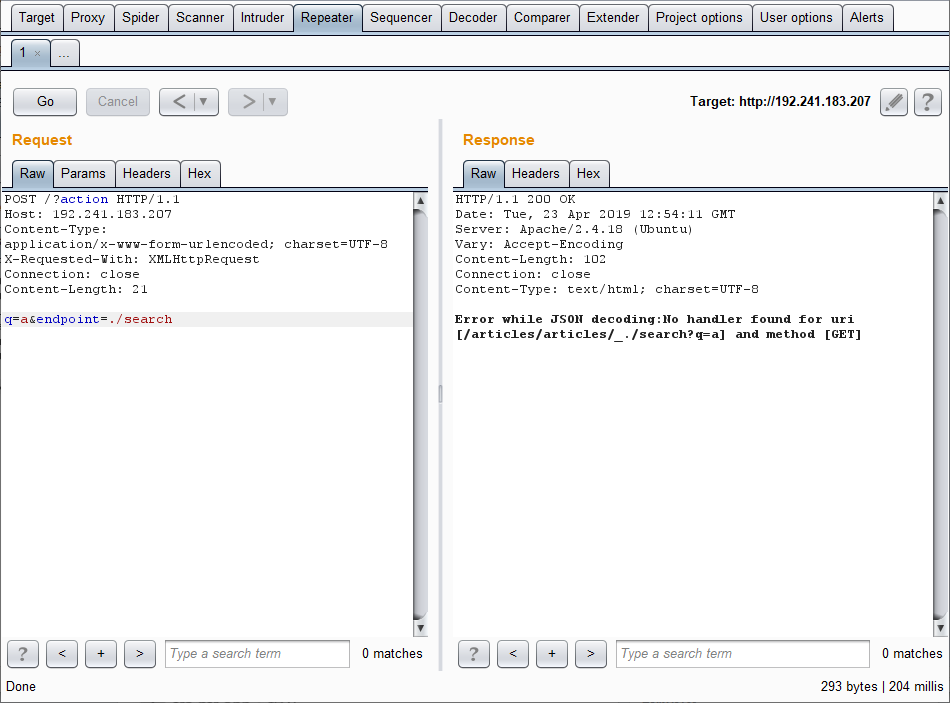 Target Proxy Spider Scanner Intruder Repeater Sequencer Decoder Comparer Extender Project options User options Alerts
1 × ...
Go Cancel < ▼ > ▼ Target: http://192.241.183.207 ?
Request
Raw Params Headers Hex
POST /?action HTTP/1.1
Host: 192.241.183.207
Content-Type:
application/x-www-form-urlencoded; charset=UTF-8
X-Requested-With: XMLHttpRequest
Connection: close
Content-Length: 21
q=a&endpoint=./search
? < + > Type a search term 0 matches
Response
Raw Headers Hex
HTTP/1.1 200 OK
Date: Tue, 23 Apr 2019 12:54:11 GMT
Server: Apache/2.4.18 (Ubuntu)
Vary: Accept-Encoding
Content-Length: 102
Connection: close
Content-Type: text/html; charset=UTF-8
Error while JSON decoding:No handler found for uri
[/articles/articles/_./search?q=a] and method [GET]
? < + > Type a search term 0 matches
Done 293 bytes | 204 millis